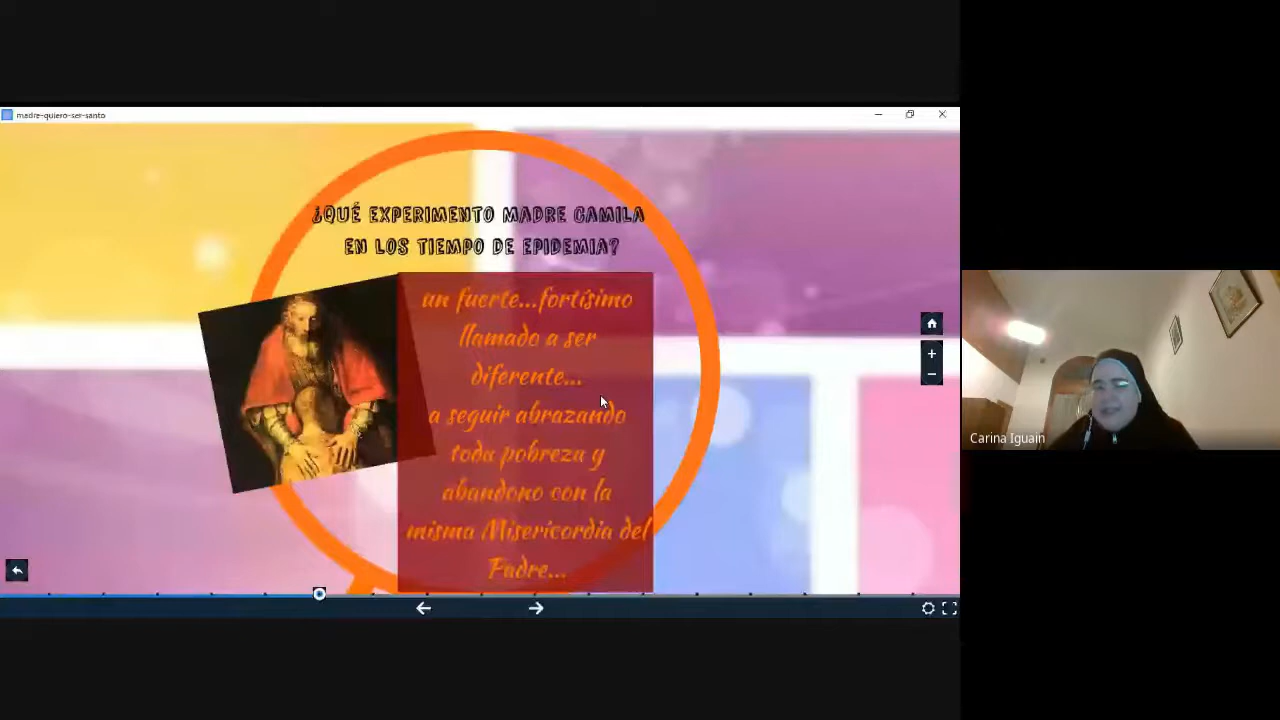 madre-quiero-ser-santo
¿QUÉ EXPERIMENTO MADRE CAMILA
EN LOS TIEMPO DE EPIDEMIA?
un fuerte...fortísimo
llamado a ser
diferente...
a seguir abrazando
toda pobreza y
abandono con la
misma Misericordia del
Padre...
Carina Iguain